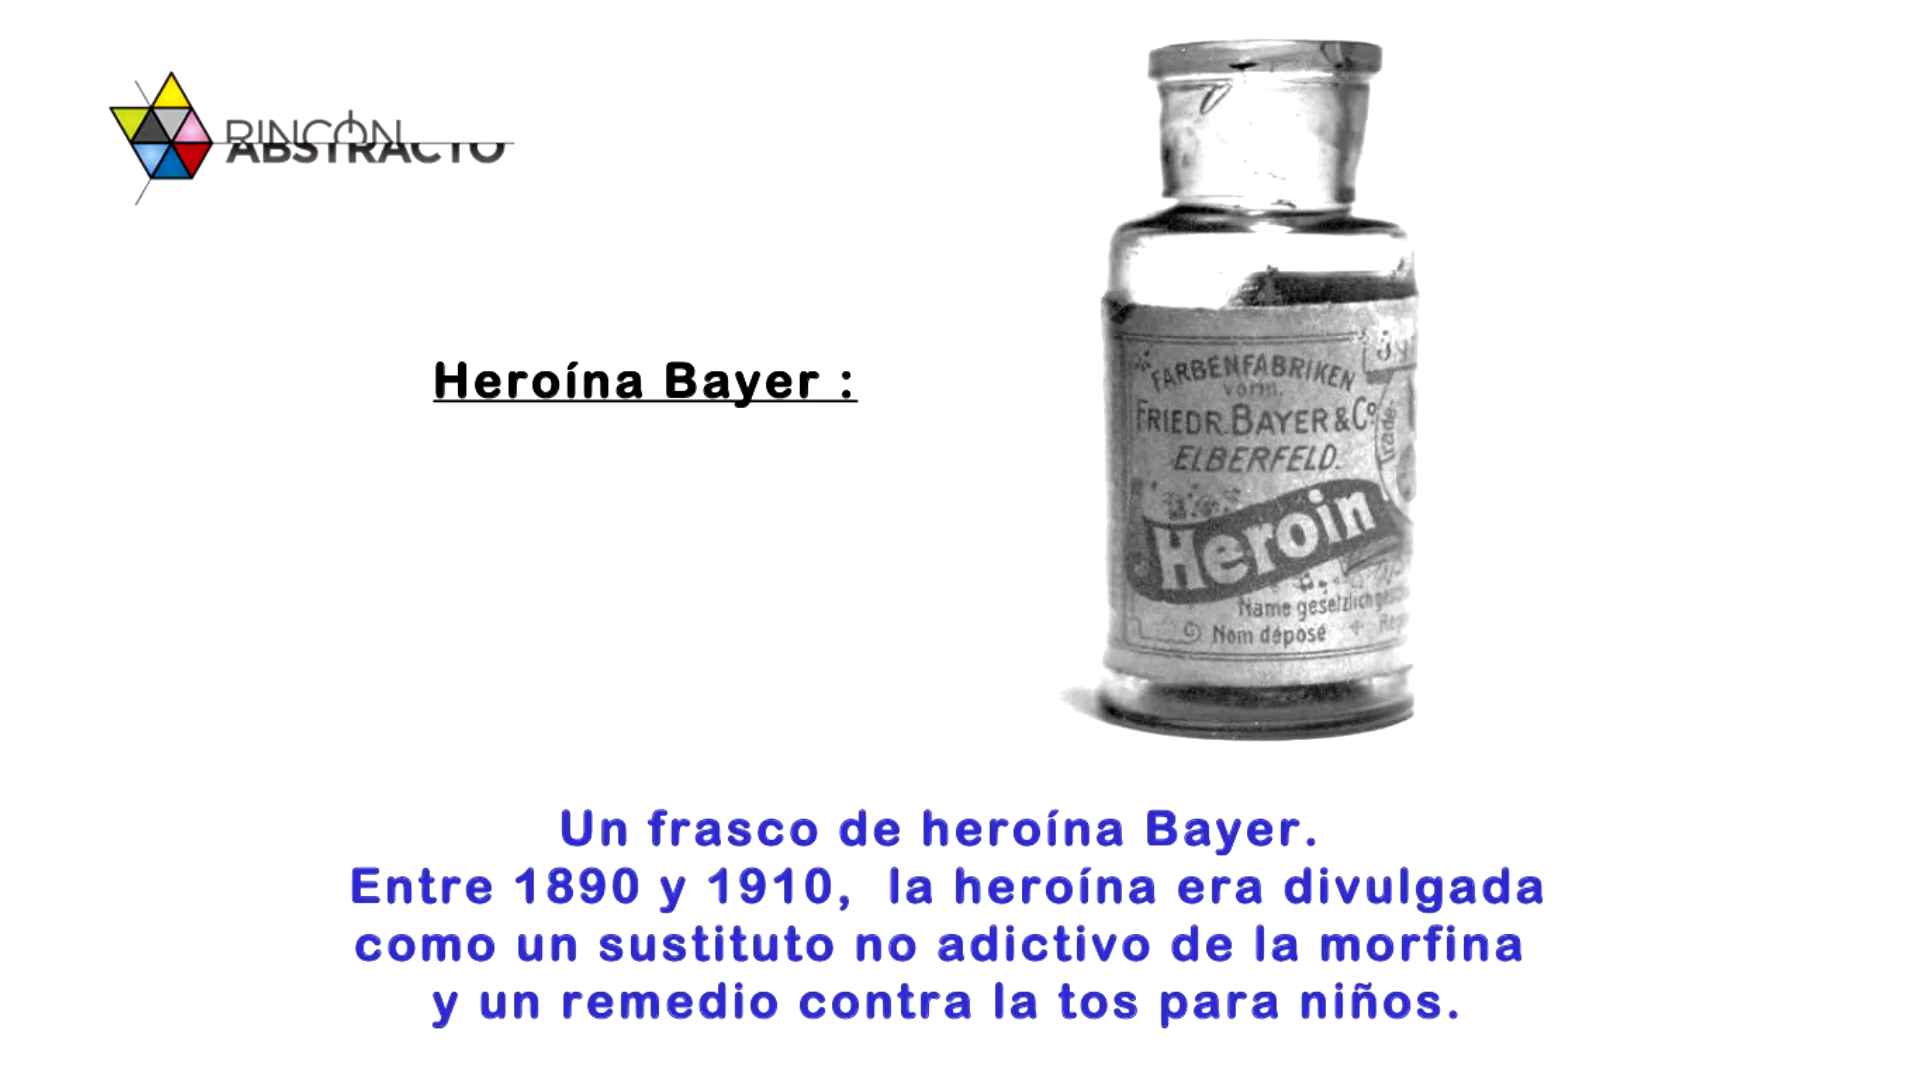 RINCÓN
ABSTRACTO
Heroína Bayer :
FARBENFABRIKEN
vorm.
FRIEDR. BAYER & Co
ELBERFELD.
Trade-
Heroin
Name gesetzlich
Nom déposé
Un frasco de heroína Bayer.
Entre 1890 y 1910, la heroína era divulgada
como un sustituto no adictivo de la morfina
y un remedio contra la tos para niños.